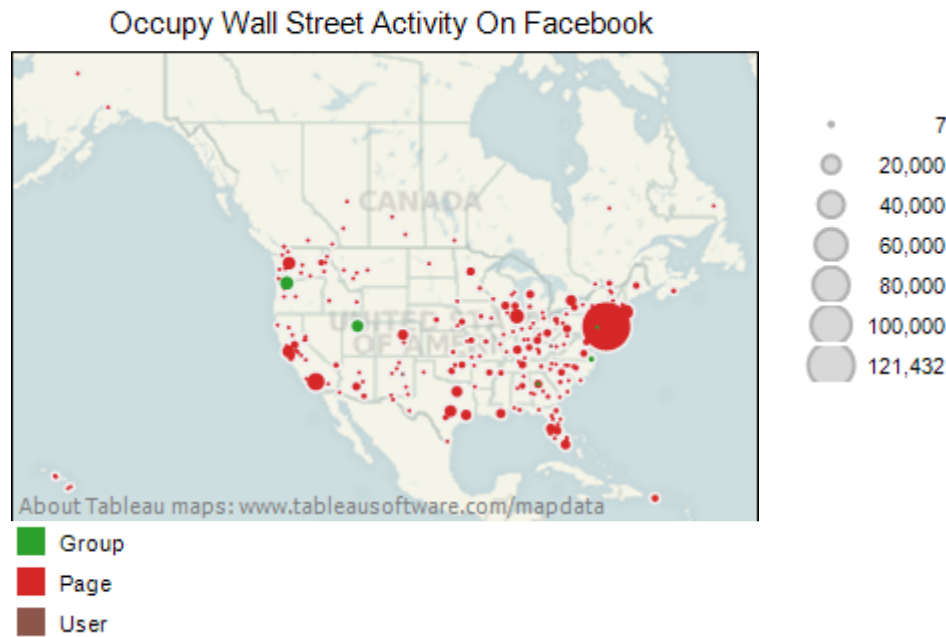 Occupy Wall Street Activity On Facebook
CANADA
UNITED STATES
OF AMERICA
7
20,000
40,000
60,000
80,000
100,000
121,432
About Tableau maps: www.tableausoftware.com/mapdata
Group
Page
User